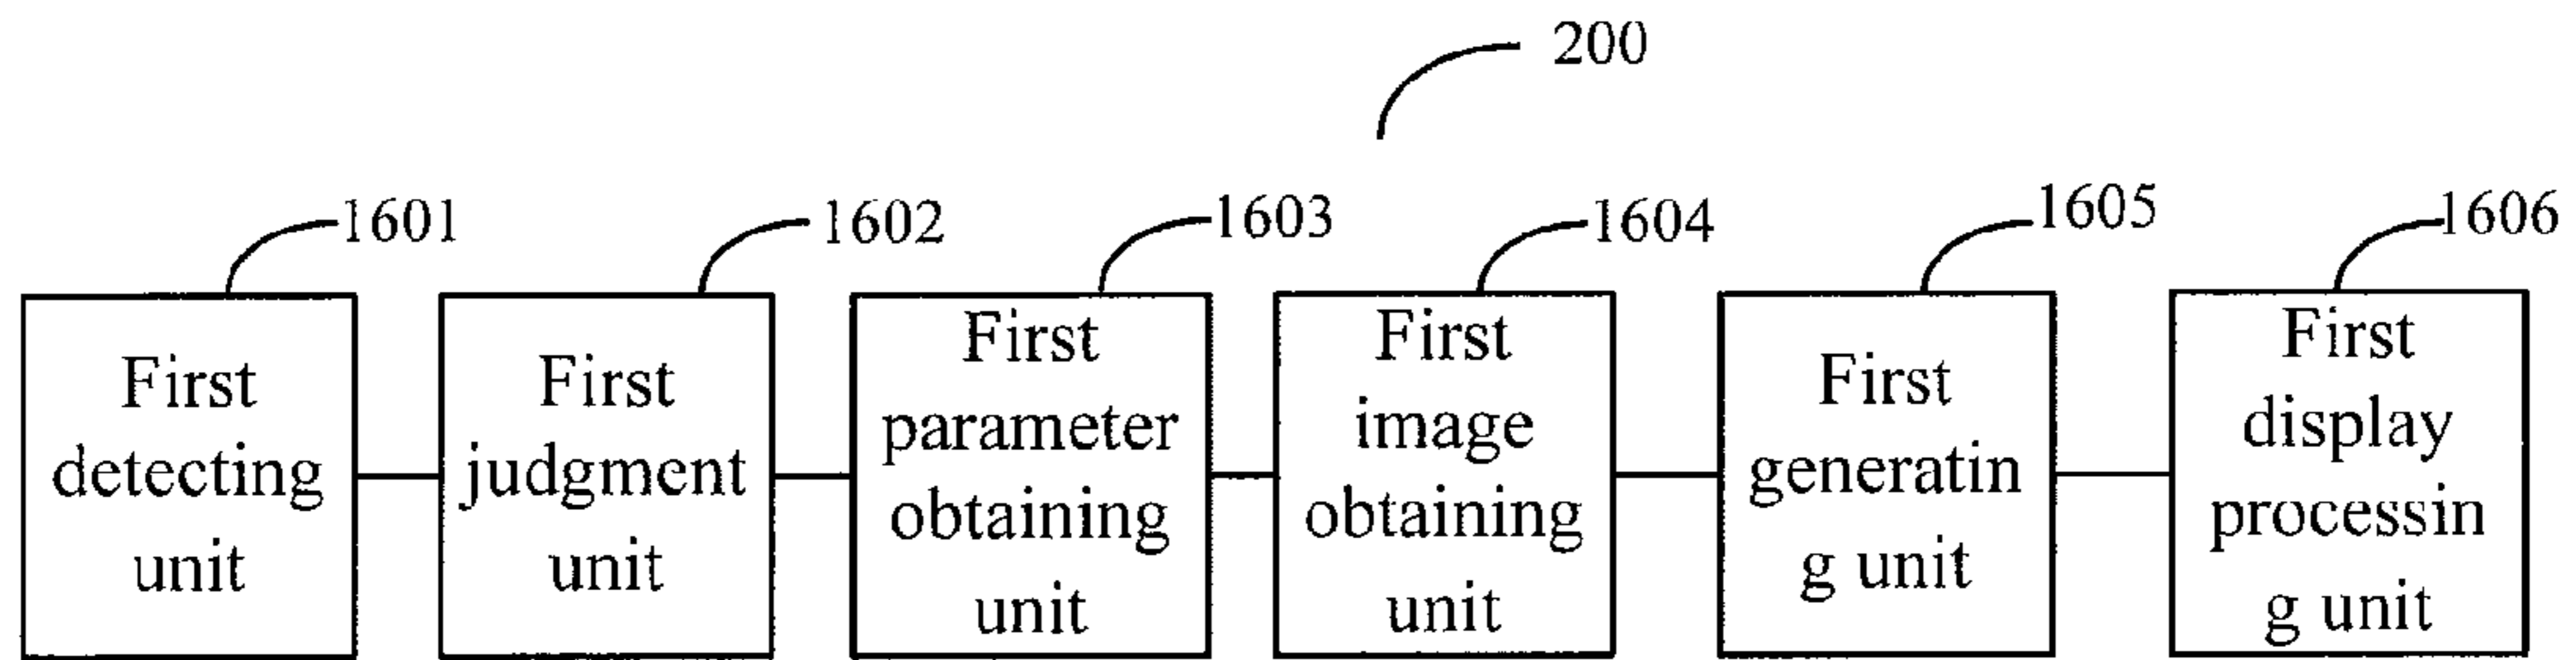 200
1601
1602
1603
1604
1605
1606
First
detecting
unit
First
judgment
unit
First
parameter
obtaining
unit
First
image
obtaining
unit
First
generatin
g unit
First
display
processin
g unit